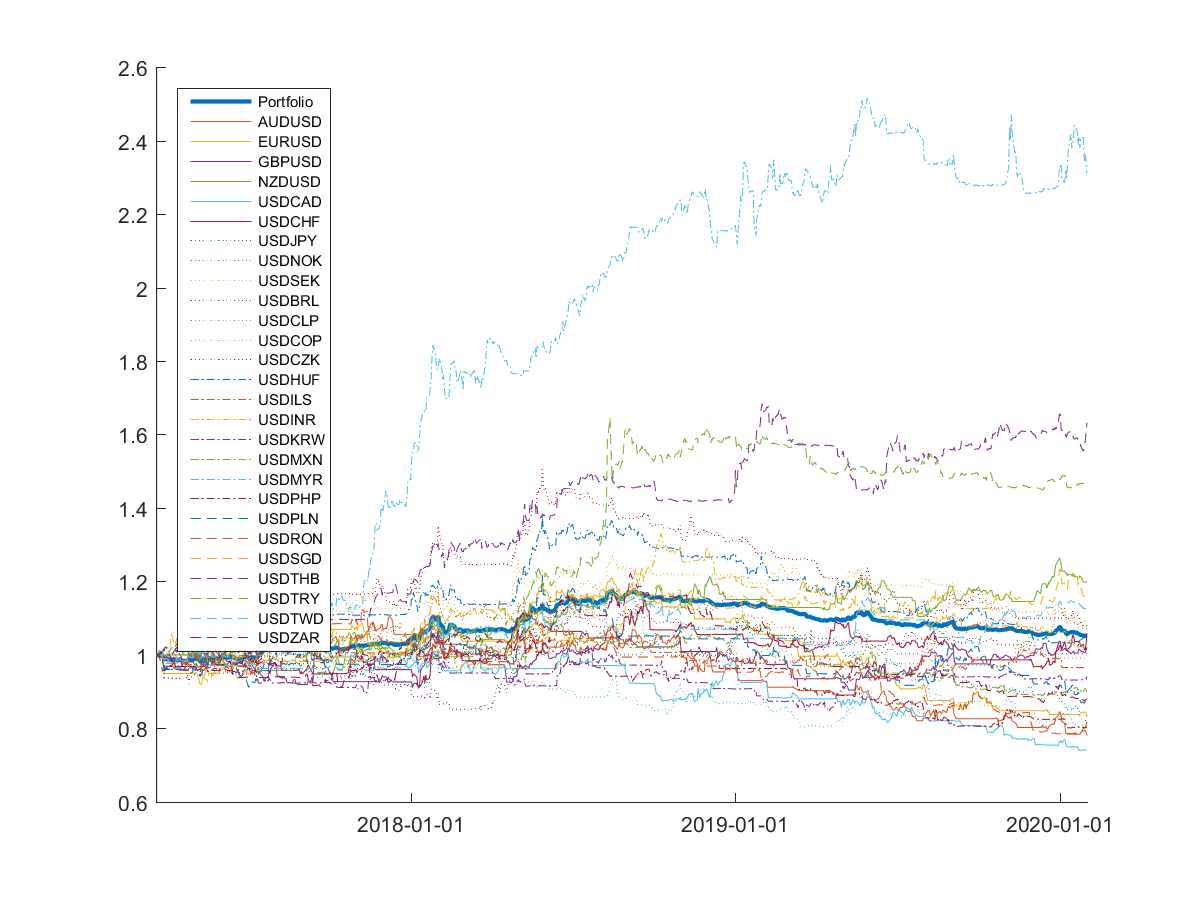 2.6
2.4
2.2
2
1.8
1.6
1.4
1.2
1
0.8
0.6
Portfolio
AUDUSD
EURUSD
GBPUSD
NZDUSD
USDCAD
USDCHF
USDJPY
USDNOK
USDSEK
USDBRL
USDCLP
USDCOP
USDCZK
USDHUF
USDILS
USDINR
USDKRW
USDMXN
USDMYR
USDPHP
USDPLN
USDRON
USDSGD
USDTHB
USDTRY
USDTWD
USDZAR
2018-01-01 2019-01-01 2020-01-01